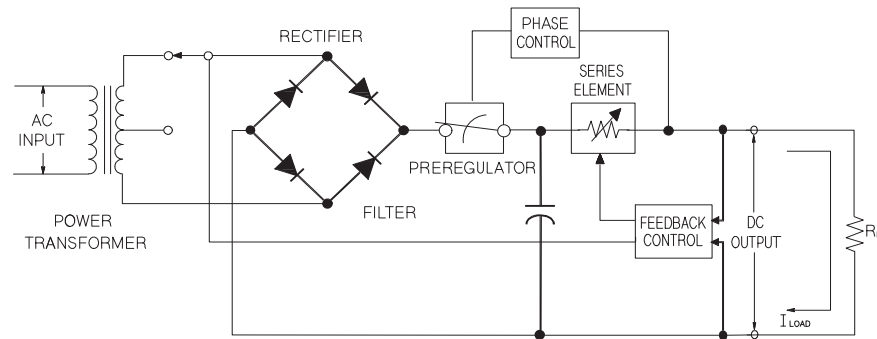 PHASE
CONTROL
RECTIFIER
SERIES
ELEMENT
AC
INPUT
PREREGULATOR
POWER
TRANSFORMER
FILTER
FEEDBACK
CONTROL
DC
OUTPUT
R
I LOAD